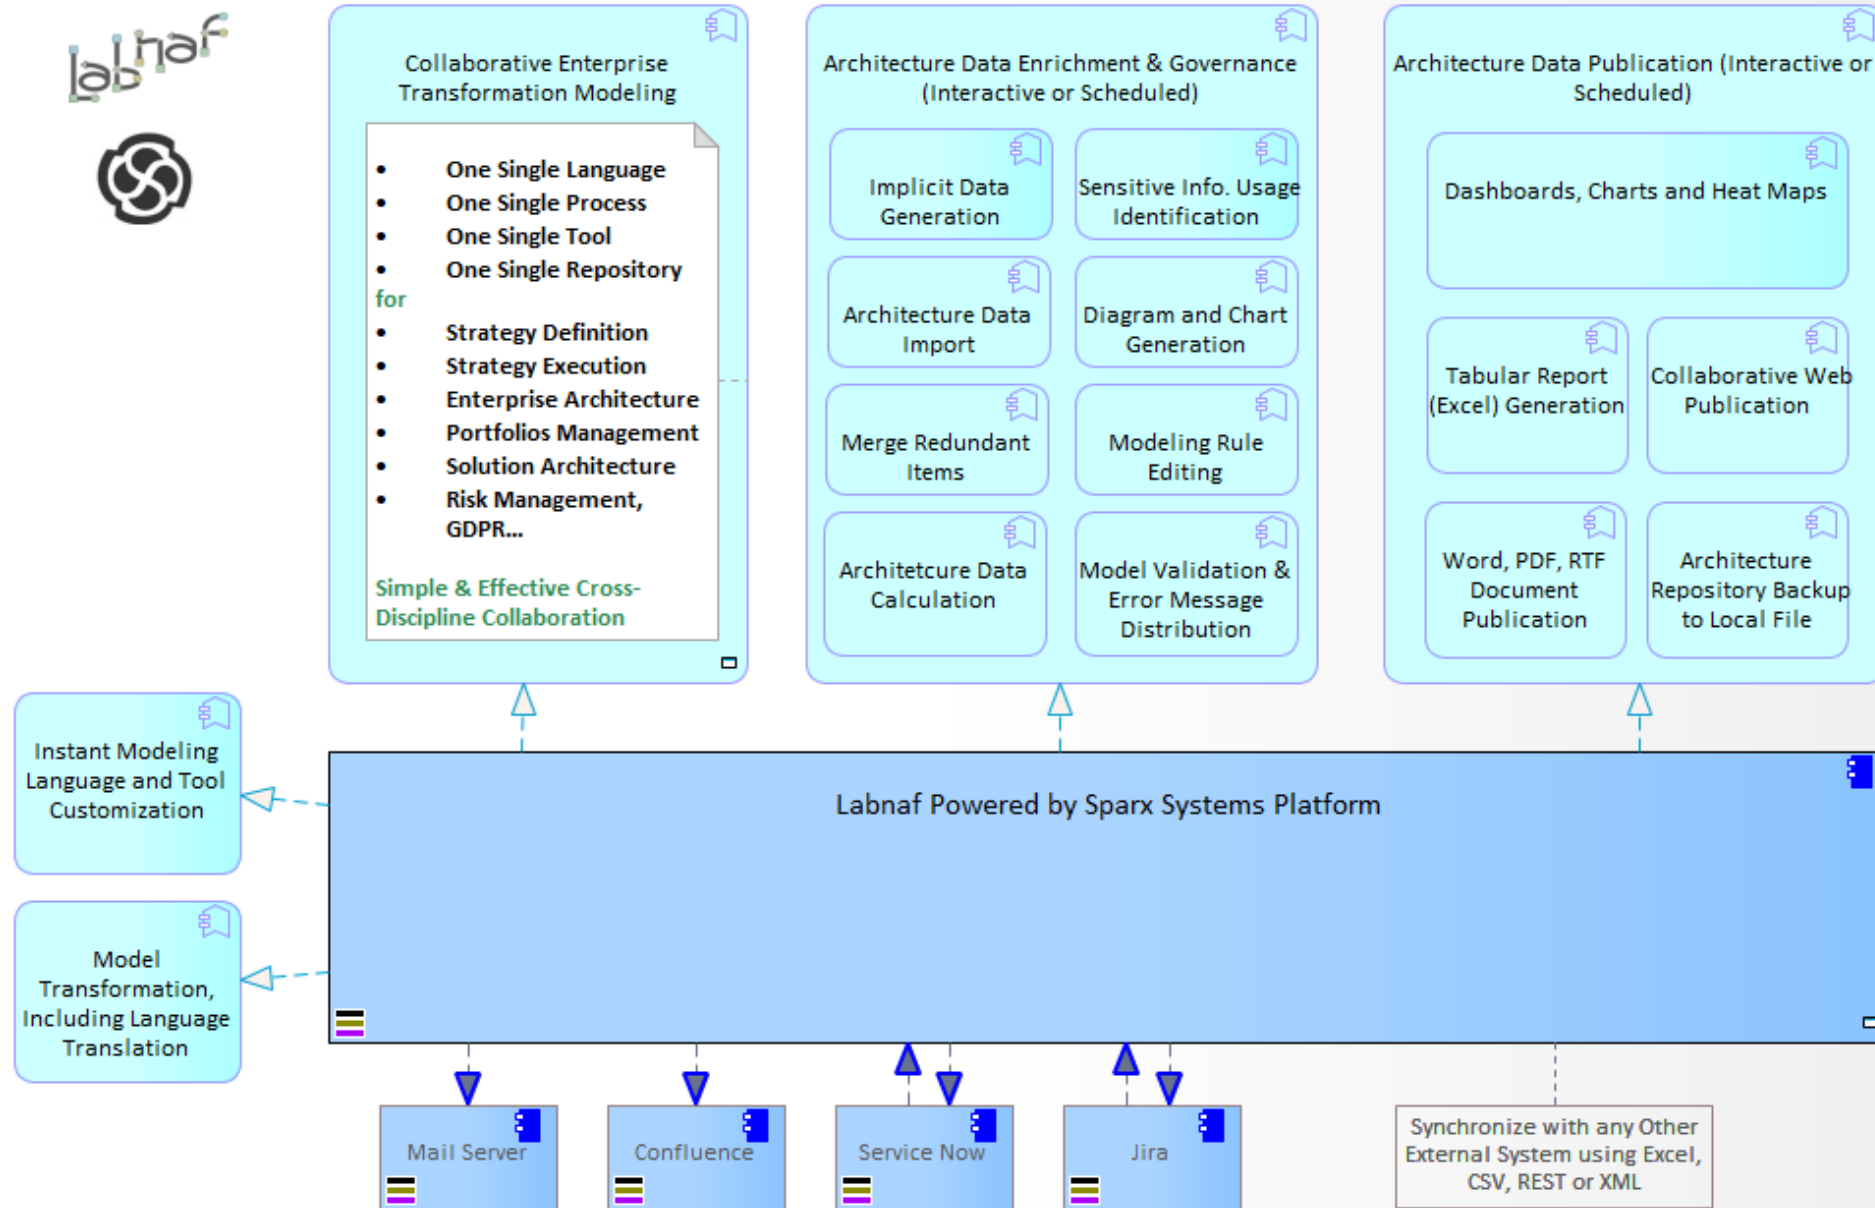 labnaf
Collaborative Enterprise
Transformation Modeling
• One Single Language
• One Single Process
• One Single Tool
• One Single Repository
for
• Strategy Definition
• Strategy Execution
• Enterprise Architecture
• Portfolios Management
• Solution Architecture
• Risk Management,
GDPR...
Simple & Effective Cross-
Discipline Collaboration
Architecture Data Enrichment & Governance
(Interactive or Scheduled)
Implicit Data
Generation
Sensitive Info. Usage
Identification
Architecture Data
Import
Diagram and Chart
Generation
Merge Redundant
Items
Modeling Rule
Editing
Architetcure Data
Calculation
Model Validation &
Error Message
Distribution
Architecture Data Publication (Interactive or
Scheduled)
Dashboards, Charts and Heat Maps
Tabular Report
(Excel) Generation
Collaborative Web
Publication
Word, PDF, RTF
Document
Publication
Architecture
Repository Backup
to Local File
Instant Modeling
Language and Tool
Customization
Model
Transformation,
Including Language
Translation
Labnaf Powered by Sparx Systems Platform
Mail Server
Confluence
Service Now
Jira
Synchronize with any Other
External System using Excel,
CSV, REST or XML